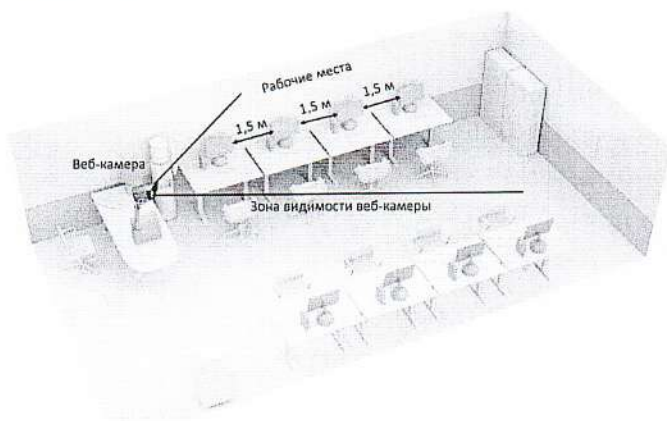 Рабочие места
1,5 м
1,5 м
1,5 м
Веб-камера
Зона видимости веб-камеры